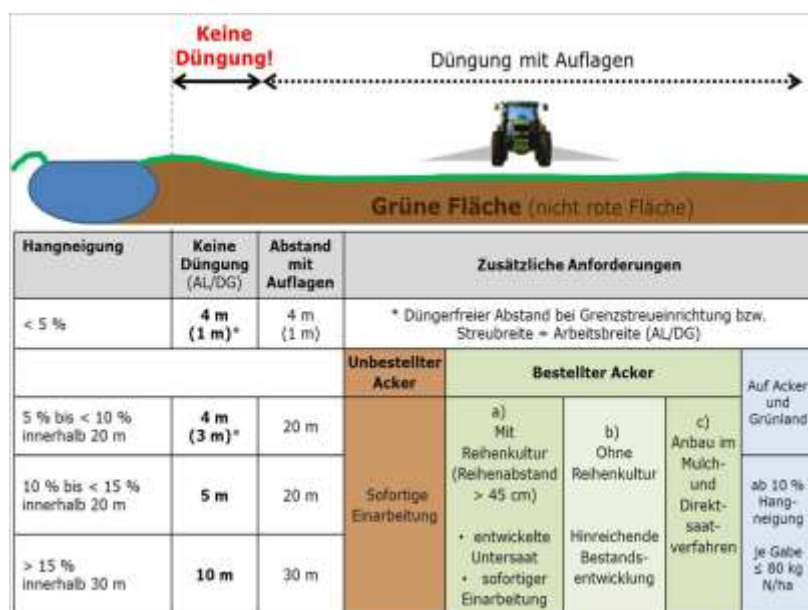 Keine
Düngung!
Düngung mit Auflagen
Grüne Fläche (nicht rote Fläche)
Hangneigung
Keine
Düngung
(AL/DG)
Abstand
mit
Auflagen
Zusätzliche Anforderungen
< 5 %
4 m
(1 m)*
4 m
(1 m)
* Düngerfreier Abstand bei Grenzstreueinrichtung bzw.
Streubreite = Arbeitsbreite (AL/DG)
Unbestellter
Acker
Bestellter Acker
Auf Acker
und
Grünland
5 % bis < 10 %
innerhalb 20 m
4 m
(3 m)*
20 m
10 % bis < 15 %
innerhalb 20 m
5 m
20 m
> 15 %
innerhalb 30 m
10 m
30 m
Sofortige
Einarbeitung
a)
Mit
Reihenkultur
(Reihenabstand
> 45 cm)
• entwickelte
Untersaat
• sofortiger
Einarbeitung
b)
Ohne
Reihenkultur
Hinreichende
Bestands-
entwicklung
c)
Anbau im
Mulch-
und
Direkt-
saat-
verfahren
ab 10 %
Hang-
neigung
je Gabe
≤ 80 kg
N/ha